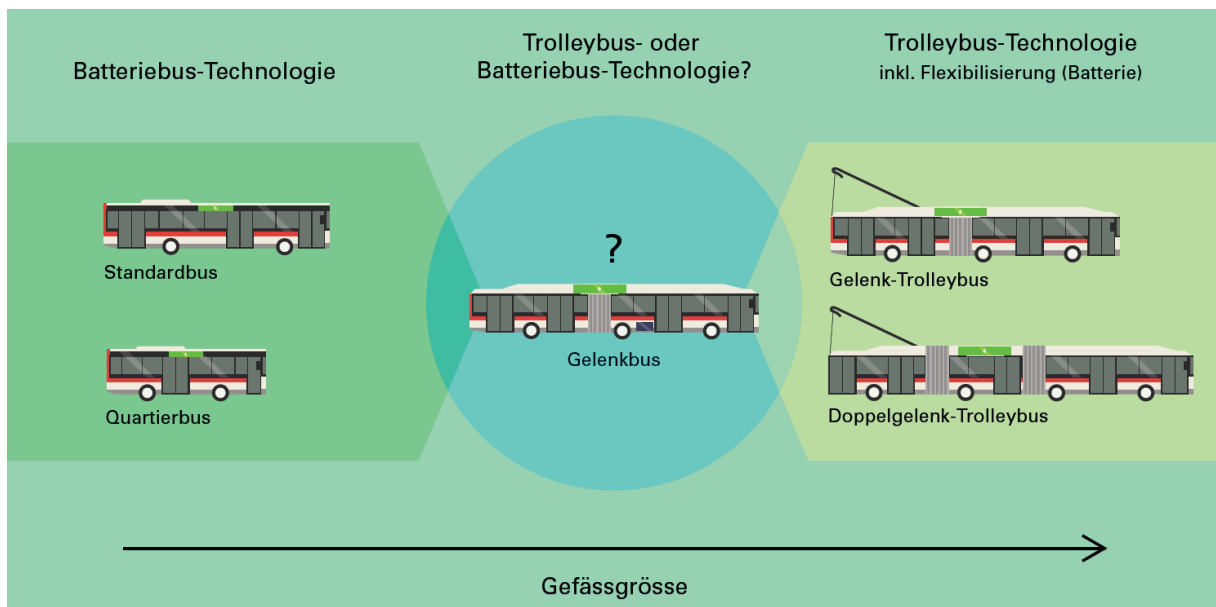 Batteriebus-Technologie
Trolleybus- oder
Batteriebus-Technologie?
Trolleybus-Technologie
inkl. Flexibilisierung (Batterie)
Standardbus
Quartierbus
?
Gelenkbus
Gelenk-Trolleybus
Doppelgelenk-Trolleybus
Gefässgrösse